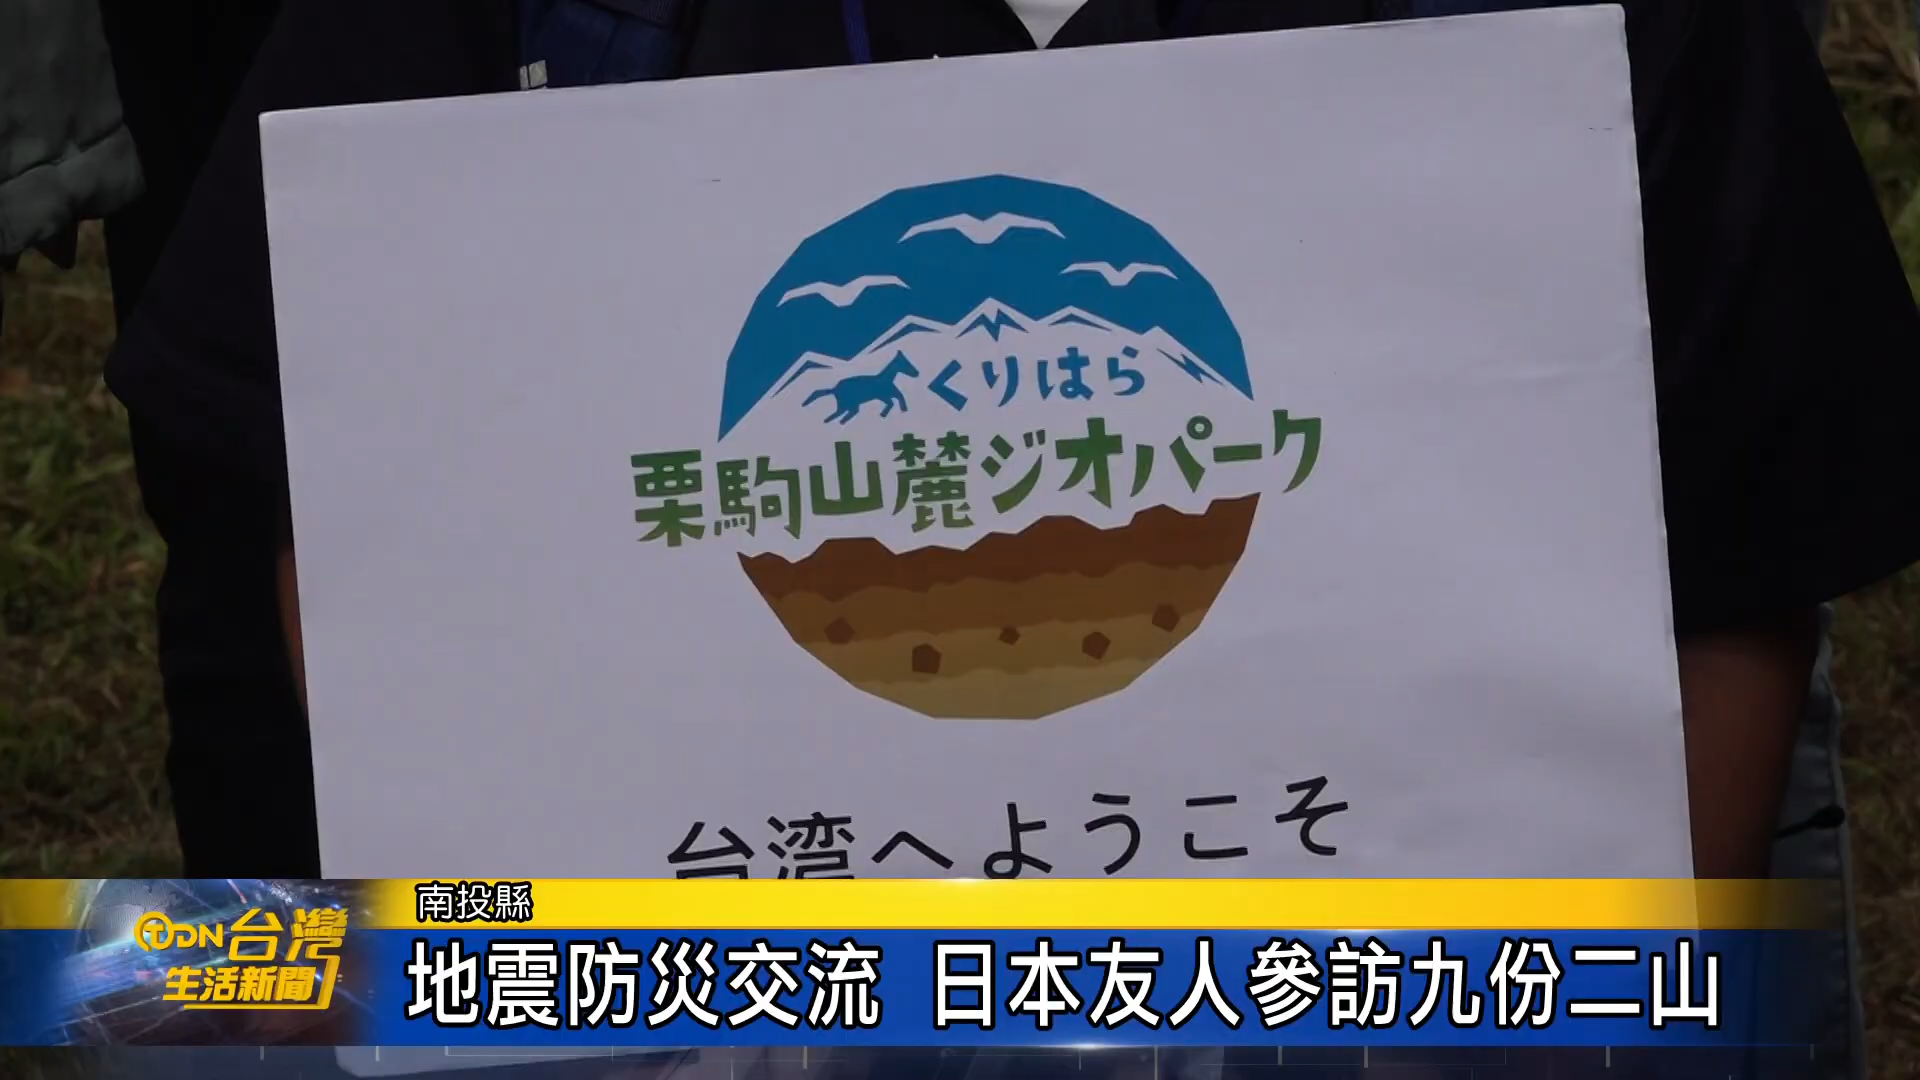 くりはら
栗駒山麓ジオパーク
台湾へようこそ
南投縣
TDN台灣
生活新聞
地震防災交流 日本友人參訪九份二山